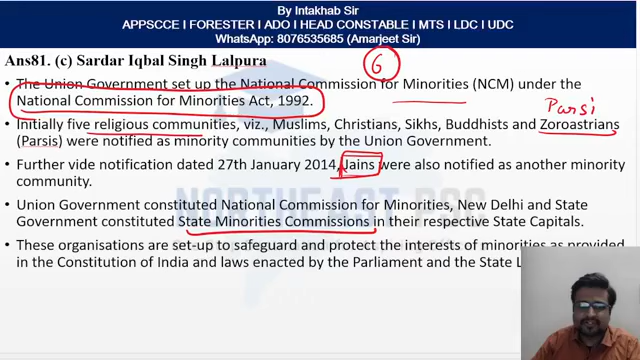 By Intakhab Sir
APPSCCE I FORESTER I ADO I HEAD CONSTABLE I MTS I LDC I UDC
WhatsApp: 8076535685 (Amarjeet Sir)
Ans81. (c) Sardar Iqbal Singh Lalpura
6
• The Union Government set up the National Commission for Minorities (NCM) under the
National Commission for Minorities Act, 1992.
Parsi
• Initially five religious communities, viz., Muslims, Christians, Sikhs, Buddhists and Zoroastrians
(Parsis) were notified as minority communities by the Union Government.
• Further vide notification dated 27th January 2014, Jains were also notified as another minority
community.
• Union Government constituted National Commission for Minorities, New Delhi and State
Government constituted State Minorities Commissions in their respective State Capitals.
• These organisations are set-up to safeguard and protect the interests of minorities as provided
in the Constitution of India and laws enacted by the Parliament and the State
NORTHEAST PSC